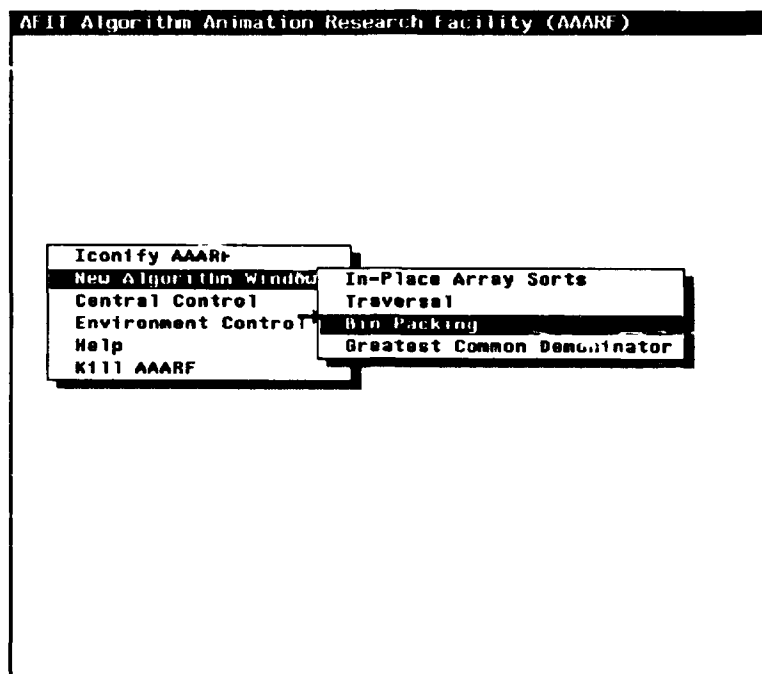 AFIT Algorithm Animation Research Facility (AAARF)
Iconify AAARF
New Algorithm Window
Central Control
Environment Control
Help
Kill AAARF
In-Place Array Sorts
Traversal
Bin Packing
Greatest Common Demoninator